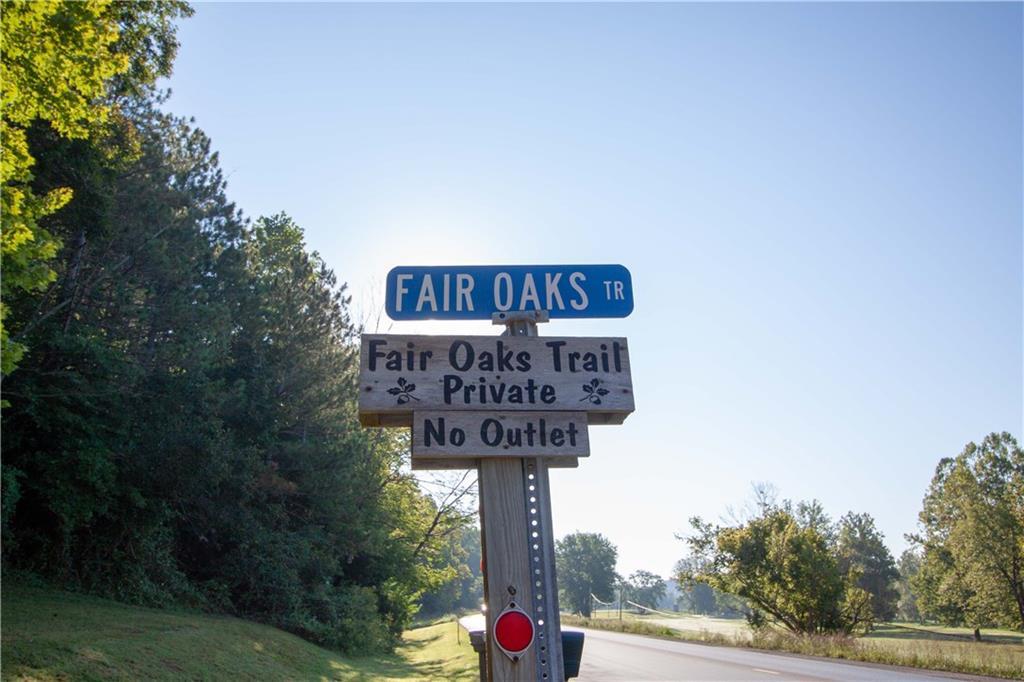 FAIR OAKS TR
Fair Oaks Trail
Private
No Outlet